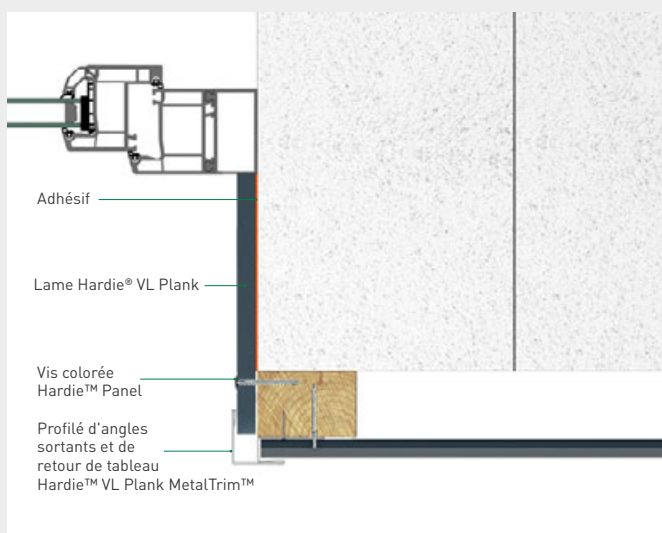 Adhésif
Lame Hardie® VL Plank
Vis colorée
Hardie™ Panel
Profilé d'angles
sortants et de
retour de tableau
Hardie™ VL Plank MetalTrim™